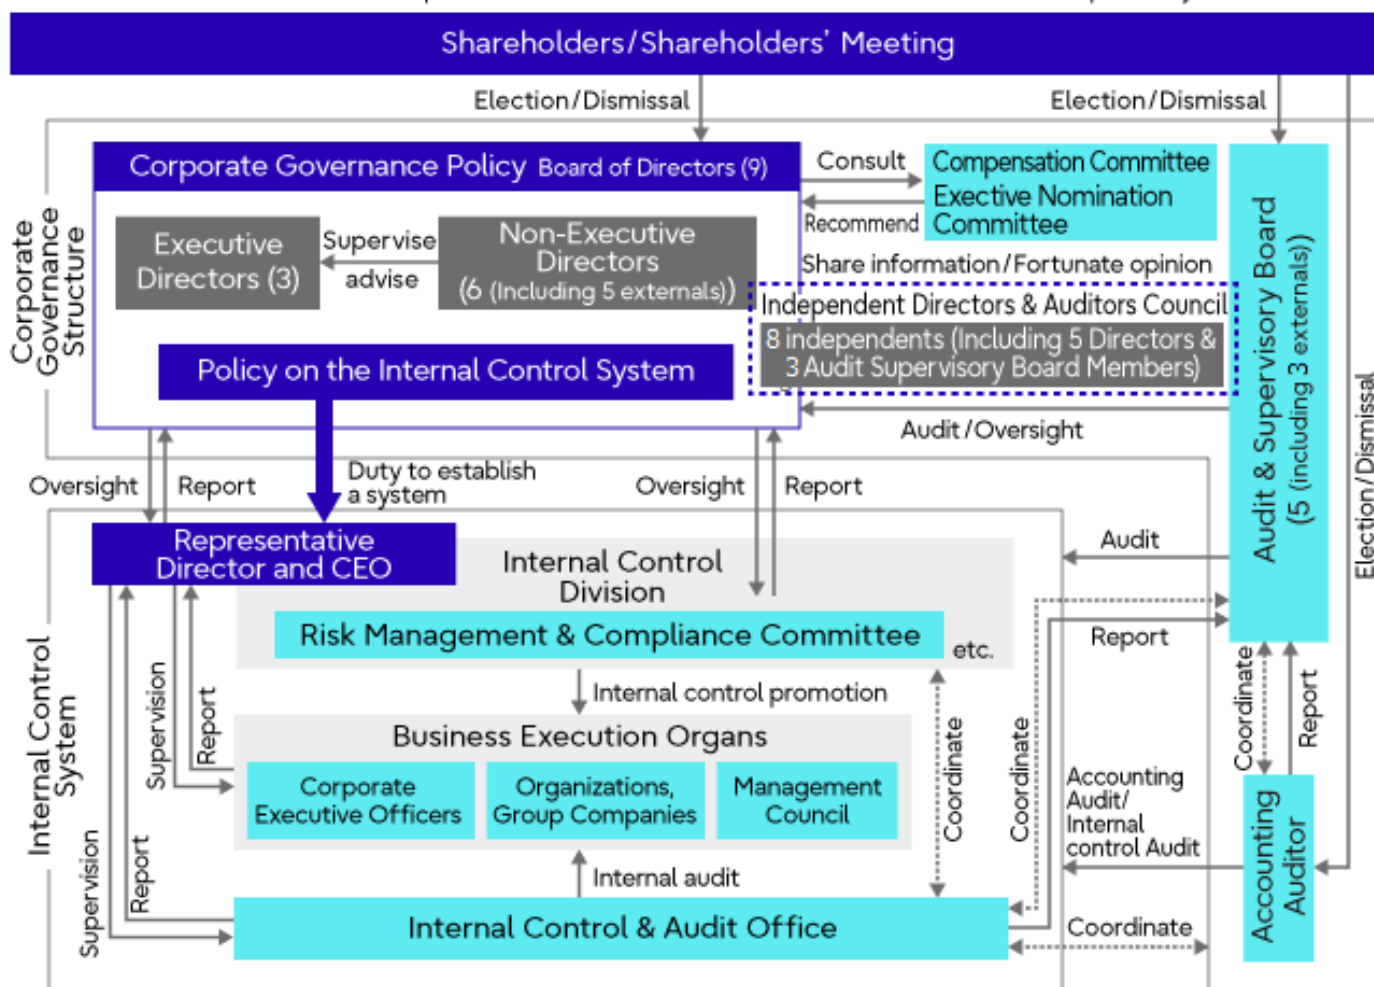 Shareholders/Shareholders' Meeting
Election/Dismissal
Election/Dismissal
Corporate Governance Policy Board of Directors (9)
Consult
Recommend
Compensation Committee
Exective Nomination
Committee
Executive
Directors (3)
Supervise
advise
Non-Executive
Directors
(6 (Including 5 externals))
Share information/Fortunate opinion
Independent Directors & Auditors Council
8 independents (Including 5 Directors &
3 Audit Supervisory Board Members)
Policy on the Internal Control System
Audit/Oversight
Corporate
Governance
Structure
Audit & Supervisory Board
(5 (including 3 externals))
Election/Dismissal
Oversight
Report
Duty to establish
a system
Oversight
Report
Representative
Director and CEO
Internal Control
Division
Risk Management & Compliance Committee
etc.
Audit
Report
Internal control promotion
Supervision
Report
Business Execution Organs
Corporate
Executive Officers
Organizations,
Group Companies
Management
Council
Coordinate
Coordinate
Coordinate
Report
Accounting
Audit/
Internal
control Audit
Internal Control
System
Supervision
Report
Internal audit
Internal Control & Audit Office
Coordinate
Accounting
Auditor